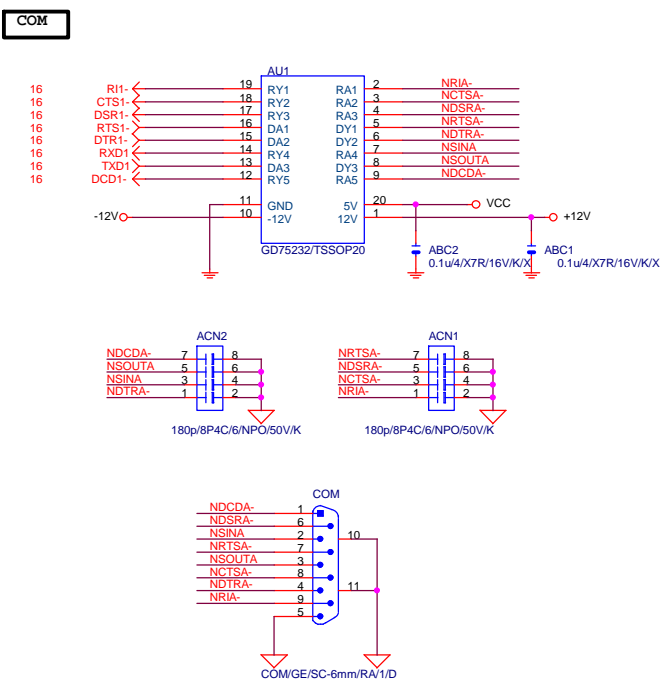 COM
AU1
16 RI1- 19 RY1 RA1 2 NRIA-
16 CTS1- 18 RY2 RA2 3 NCTSA-
16 DSR1- 17 RY3 RA3 4 NDSRA-
16 RTS1- 16 DA1 DY1 5 NRTSA-
16 DTR1- 15 DA2 DY2 6 NDTRA-
16 RXD1 14 RY4 RA4 7 NSINA
16 TXD1 13 DA3 DY3 8 NSOUTA
16 DCD1- 12 RY5 RA5 9 NDCDA-
11 GND 5V 20 VCC
-12V 10 -12V 12V 1 +12V
GD75232/TSSOP20
ABC2 ABC1
0.1u/4/X7R/16V/K/X 0.1u/4/X7R/16V/K/X
ACN2 ACN1
NDCDA- 7 8 NRTSA- 7 8
NSOUTA 5 6 NDSRA- 5 6
NSINA 3 4 NCTSA- 3 4
NDTRA- 1 2 NRIA- 1 2
180p/8P4C/6/NPO/50V/K 180p/8P4C/6/NPO/50V/K
COM
NDCDA- 1
NDSRA- 6
NSINA 2 10
NRTSA- 7
NSOUTA 3
NCTSA- 8
NDTRA- 4 11
NRIA- 9
5
COM/GE/SC-6mm/RA/1/D